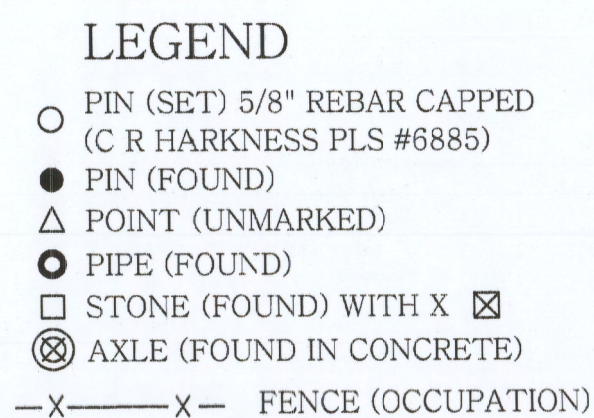 LEGEND
PIN (SET) 5/8" REBAR CAPPED
(C R HARKNESS PLS #6885)
PIN (FOUND)
POINT (UNMARKED)
PIPE (FOUND)
STONE (FOUND) WITH X
AXLE (FOUND IN CONCRETE)
—X———X— FENCE (OCCUPATION)